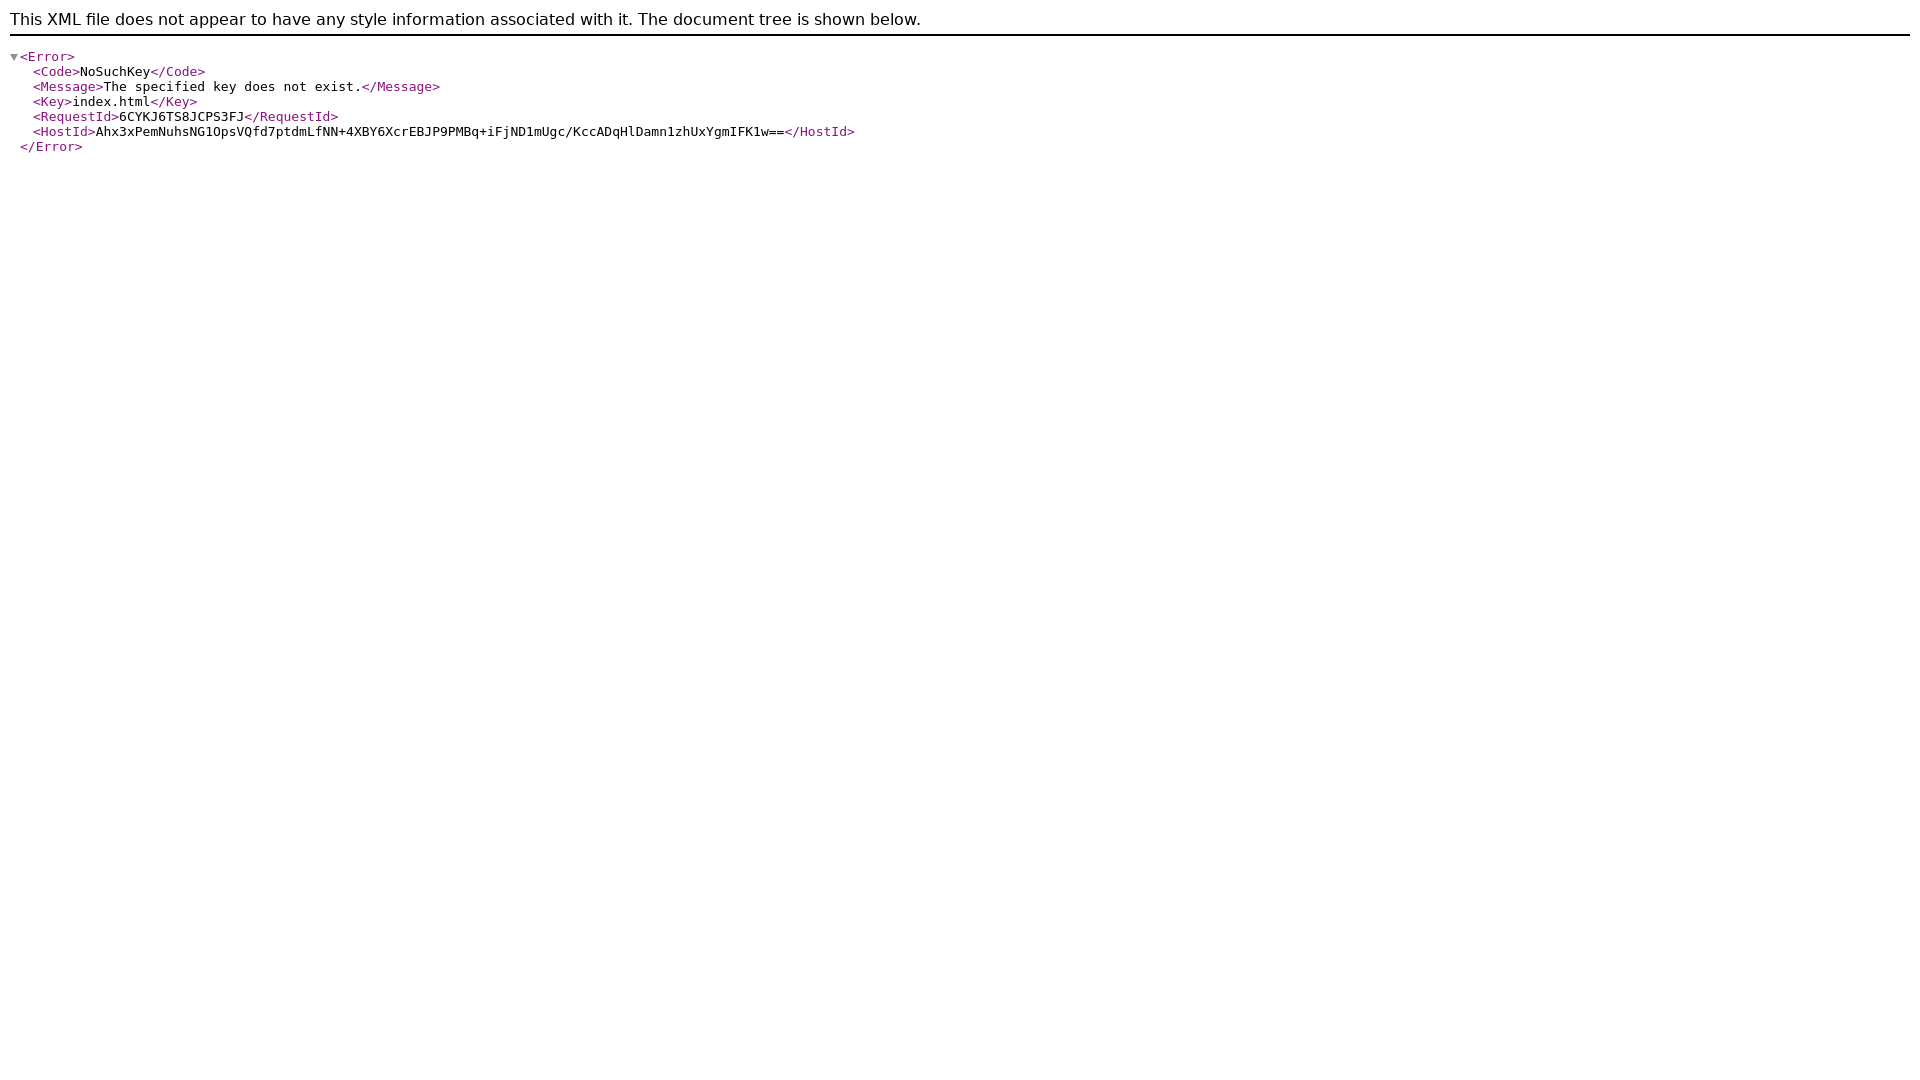 This XML file does not appear to have any style information associated with it. The document tree is shown below.
<Error>
<Code>NoSuchKey</Code>
<Message>The specified key does not exist.</Message>
<Key>index.html</Key>
<RequestId>6CYKJ6TS8JCPS3FJ</RequestId>
<HostId>Ahx3xPemNuhsNG1OpsVQfd7ptdmLfNN+4XBY6XcrEBJP9PMBq+iFjND1mUgc/KccADqHlDamn1zhUxYgmIFK1w==</HostId>
</Error>